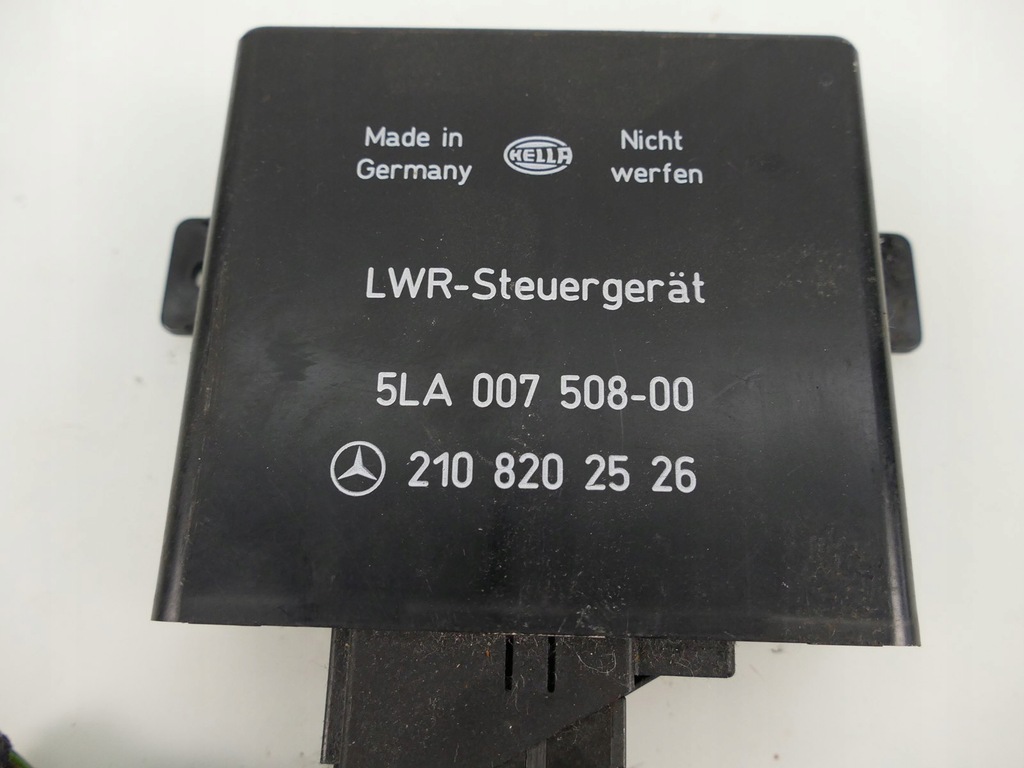 Made in
Germany
HELLA
Nicht
werfen
LWR-Steuergerät
5LA 007 508-00
210 820 25 26